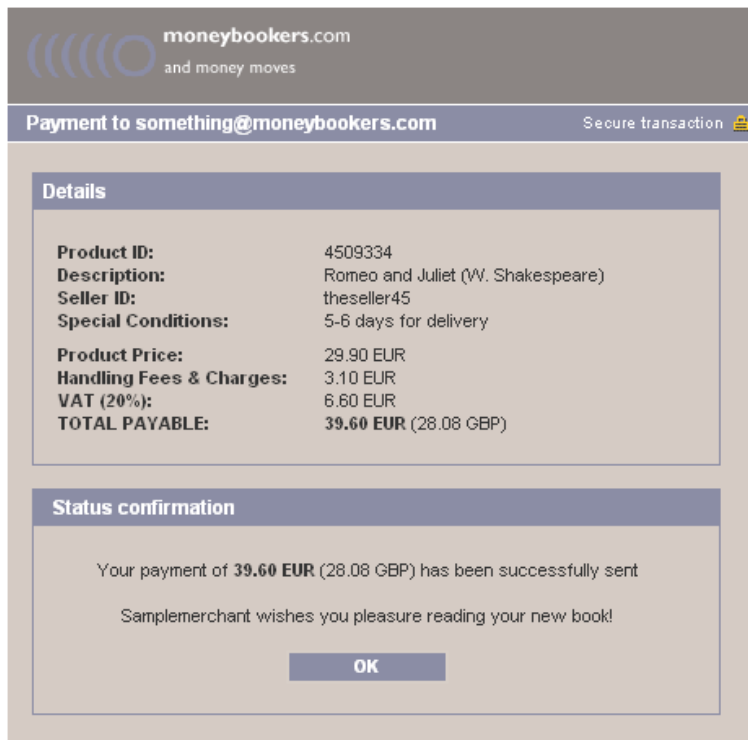 moneybookers.com
and money moves
Payment to something@moneybookers.com Secure transaction
Details
Product ID: 4509334
Description: Romeo and Juliet (W. Shakespeare)
Seller ID: theseller45
Special Conditions: 5-6 days for delivery
Product Price: 29.90 EUR
Handling Fees & Charges: 3.10 EUR
VAT (20%): 6.60 EUR
TOTAL PAYABLE: 39.60 EUR (28.08 GBP)
Status confirmation
Your payment of 39.60 EUR (28.08 GBP) has been successfully sent
Samplemerchant wishes you pleasure reading your new book!
OK